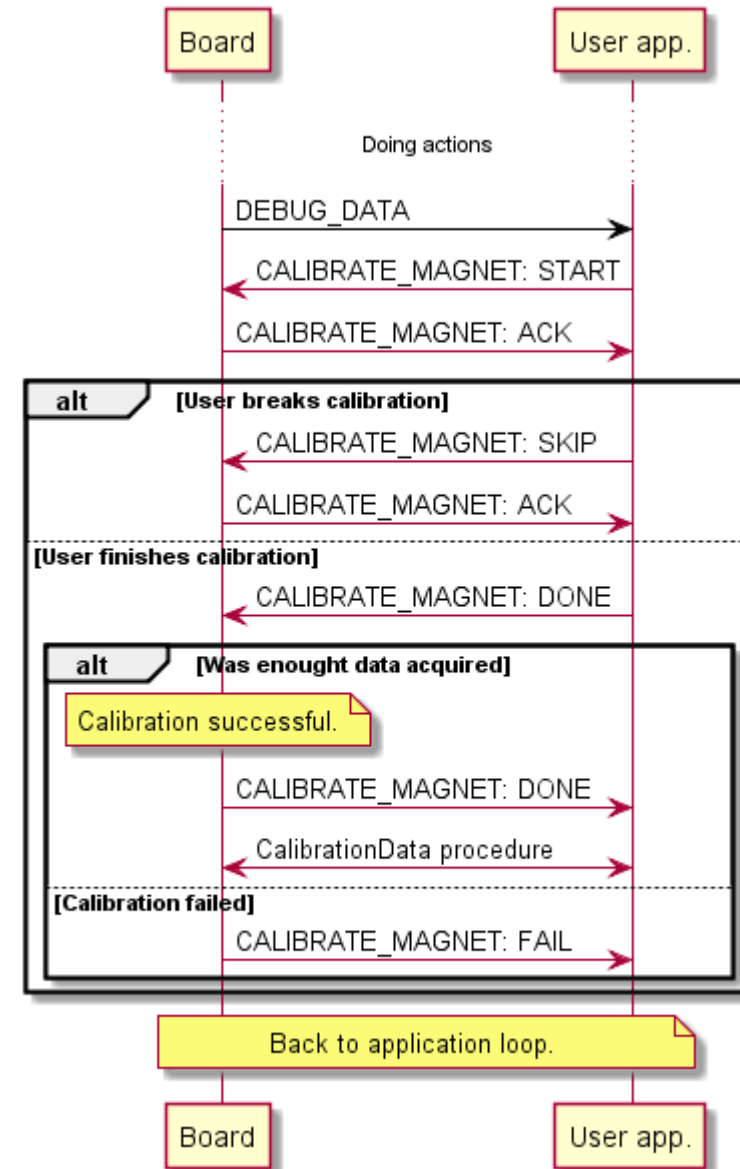 Board
User app.
Doing actions
DEBUG_DATA
CALIBRATE_MAGNET: START
CALIBRATE_MAGNET: ACK
alt
[User breaks calibration]
CALIBRATE_MAGNET: SKIP
CALIBRATE_MAGNET: ACK
[User finishes calibration]
CALIBRATE_MAGNET: DONE
alt
[Was enought data acquired]
Calibration successful.
CALIBRATE_MAGNET: DONE
CalibrationData procedure
[Calibration failed]
CALIBRATE_MAGNET: FAIL
Back to application loop.
Board
User app.